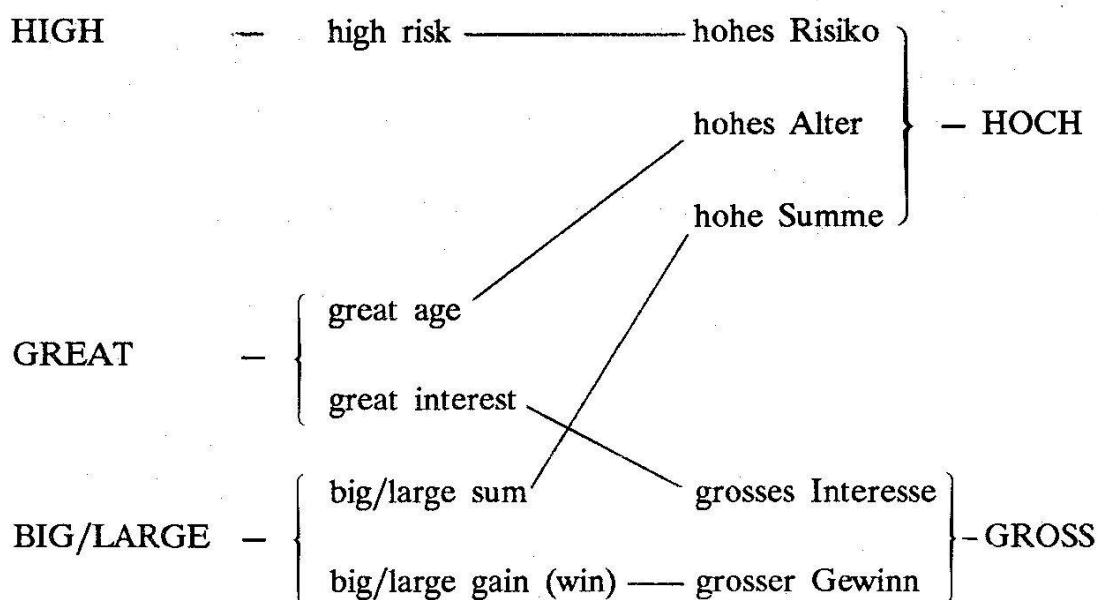 HIGH – high risk — hohes Risiko
hohes Alter – HOCH
hohe Summe
great age
GREAT –
great interest
big/large sum grosses Interesse
BIG/LARGE – – GROSS
big/large gain (win) — grosser Gewinn